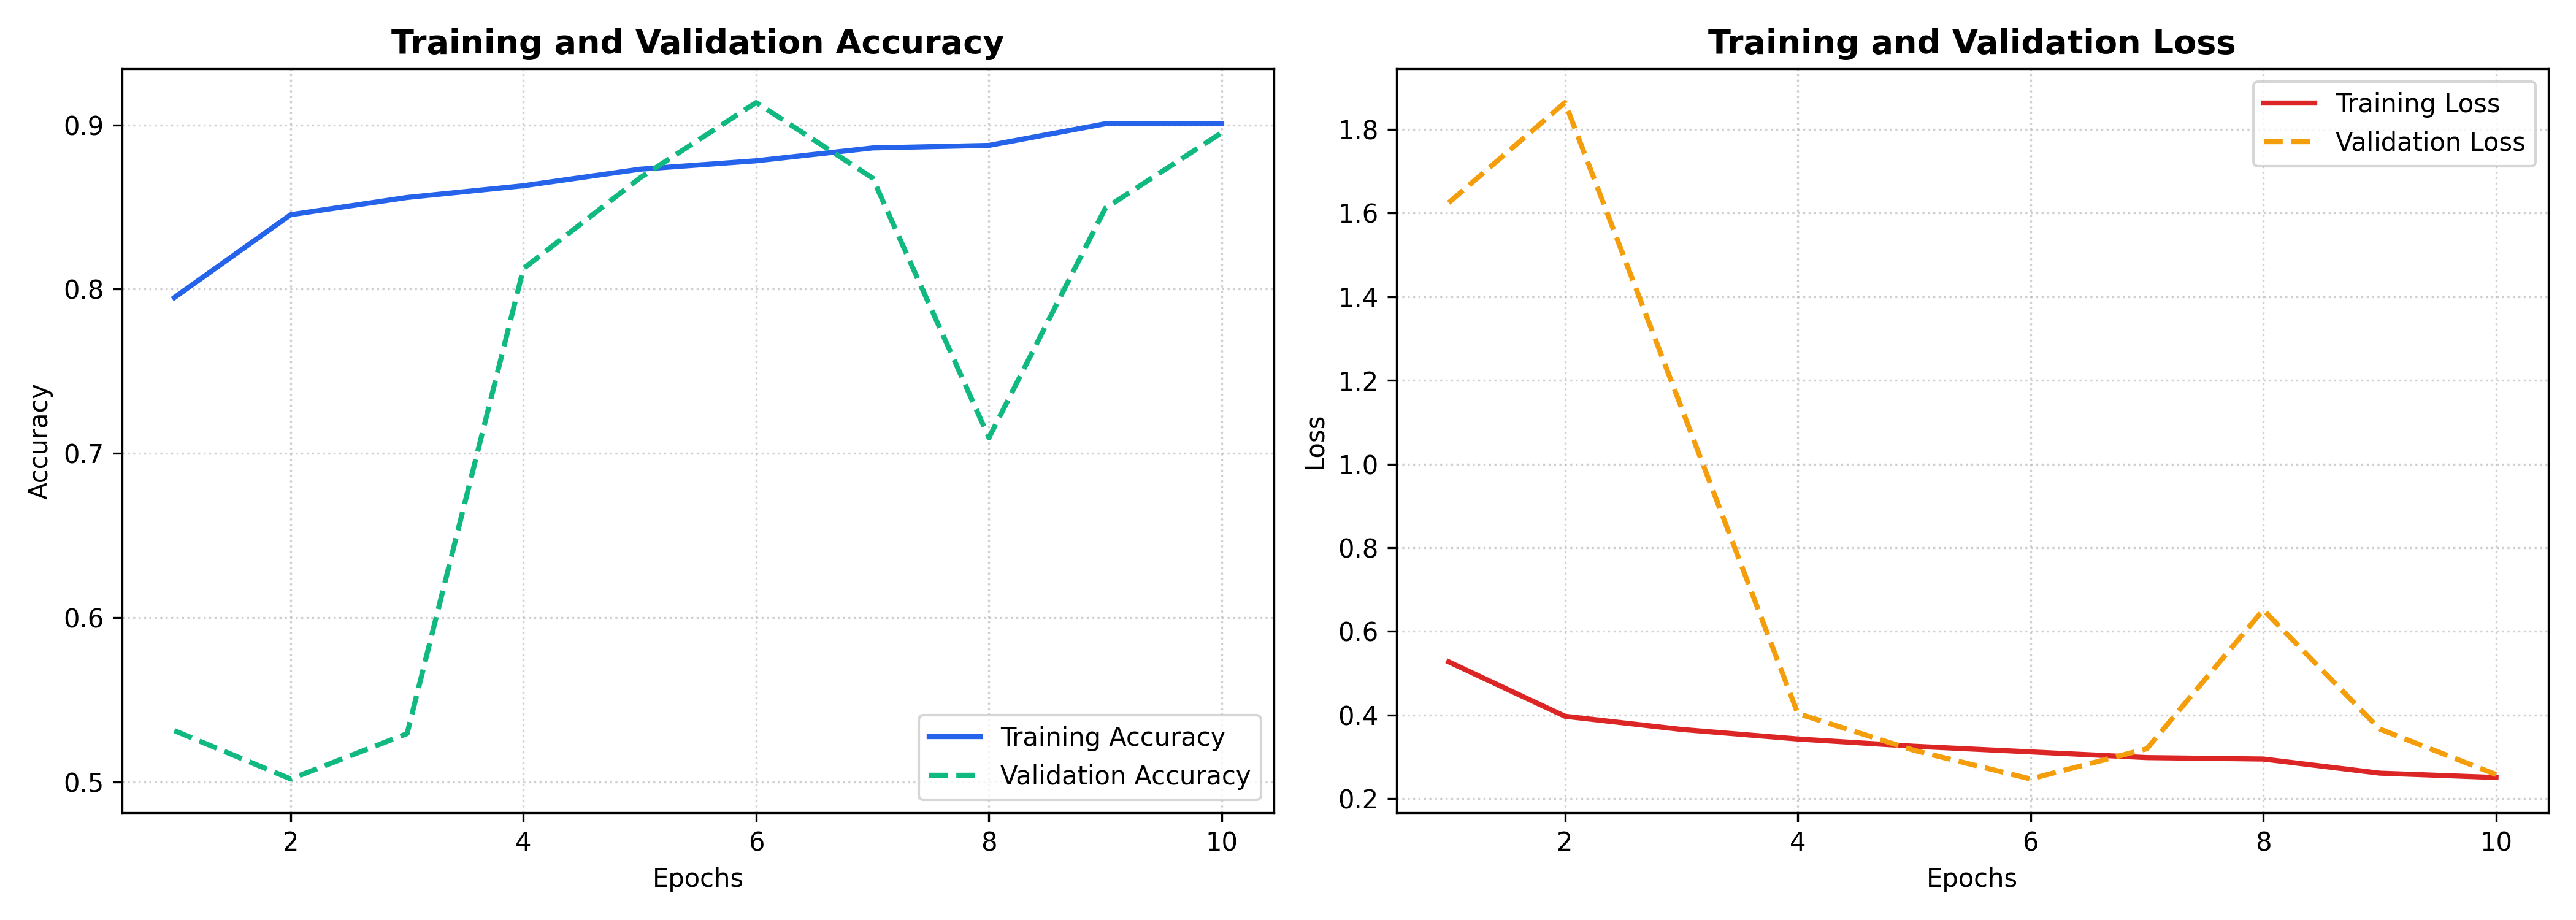 Training and Validation Accuracy
0.9
0.8
0.7
0.6
0.5
Accuracy
2 4 6 8 10
Epochs
Training Accuracy
Validation Accuracy
Training and Validation Loss
1.8
1.6
1.4
1.2
1.0
0.8
0.6
0.4
0.2
Loss
2 4 6 8 10
Epochs
Training Loss
Validation Loss